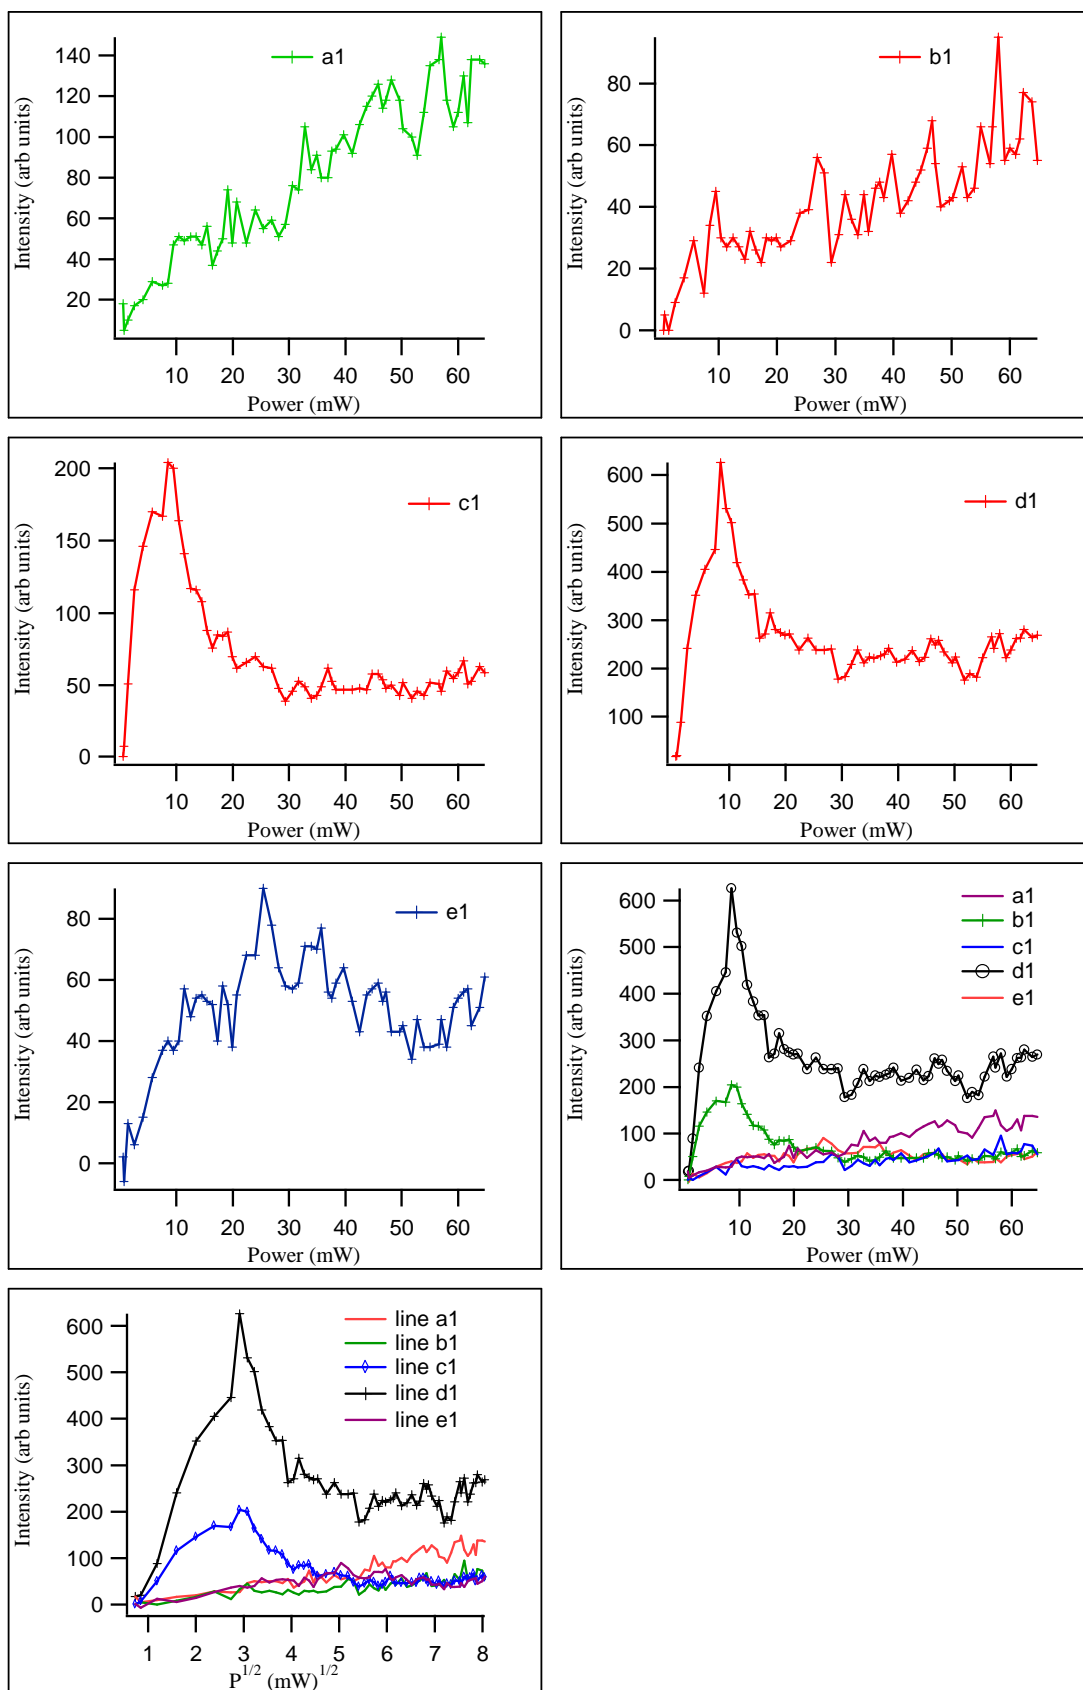 a1
Intensity (arb units)
140
120
100
80
60
40
20
10 20 30 40 50 60
Power (mW)
b1
Intensity (arb units)
80
60
40
20
0
10 20 30 40 50 60
Power (mW)
c1
Intensity (arb units)
200
150
100
50
0
10 20 30 40 50 60
Power (mW)
d1
Intensity (arb units)
600
500
400
300
200
100
10 20 30 40 50 60
Power (mW)
e1
Intensity (arb units)
80
60
40
20
0
10 20 30 40 50 60
Power (mW)
a1
b1
c1
d1
e1
Intensity (arb units)
600
500
400
300
200
100
0
10 20 30 40 50 60
Power (mW)
line a1
line b1
line c1
line d1
line e1
Intensity (arb units)
600
500
400
300
200
100
0
1 2 3 4 5 6 7 8
P^1/2 (mW)^1/2